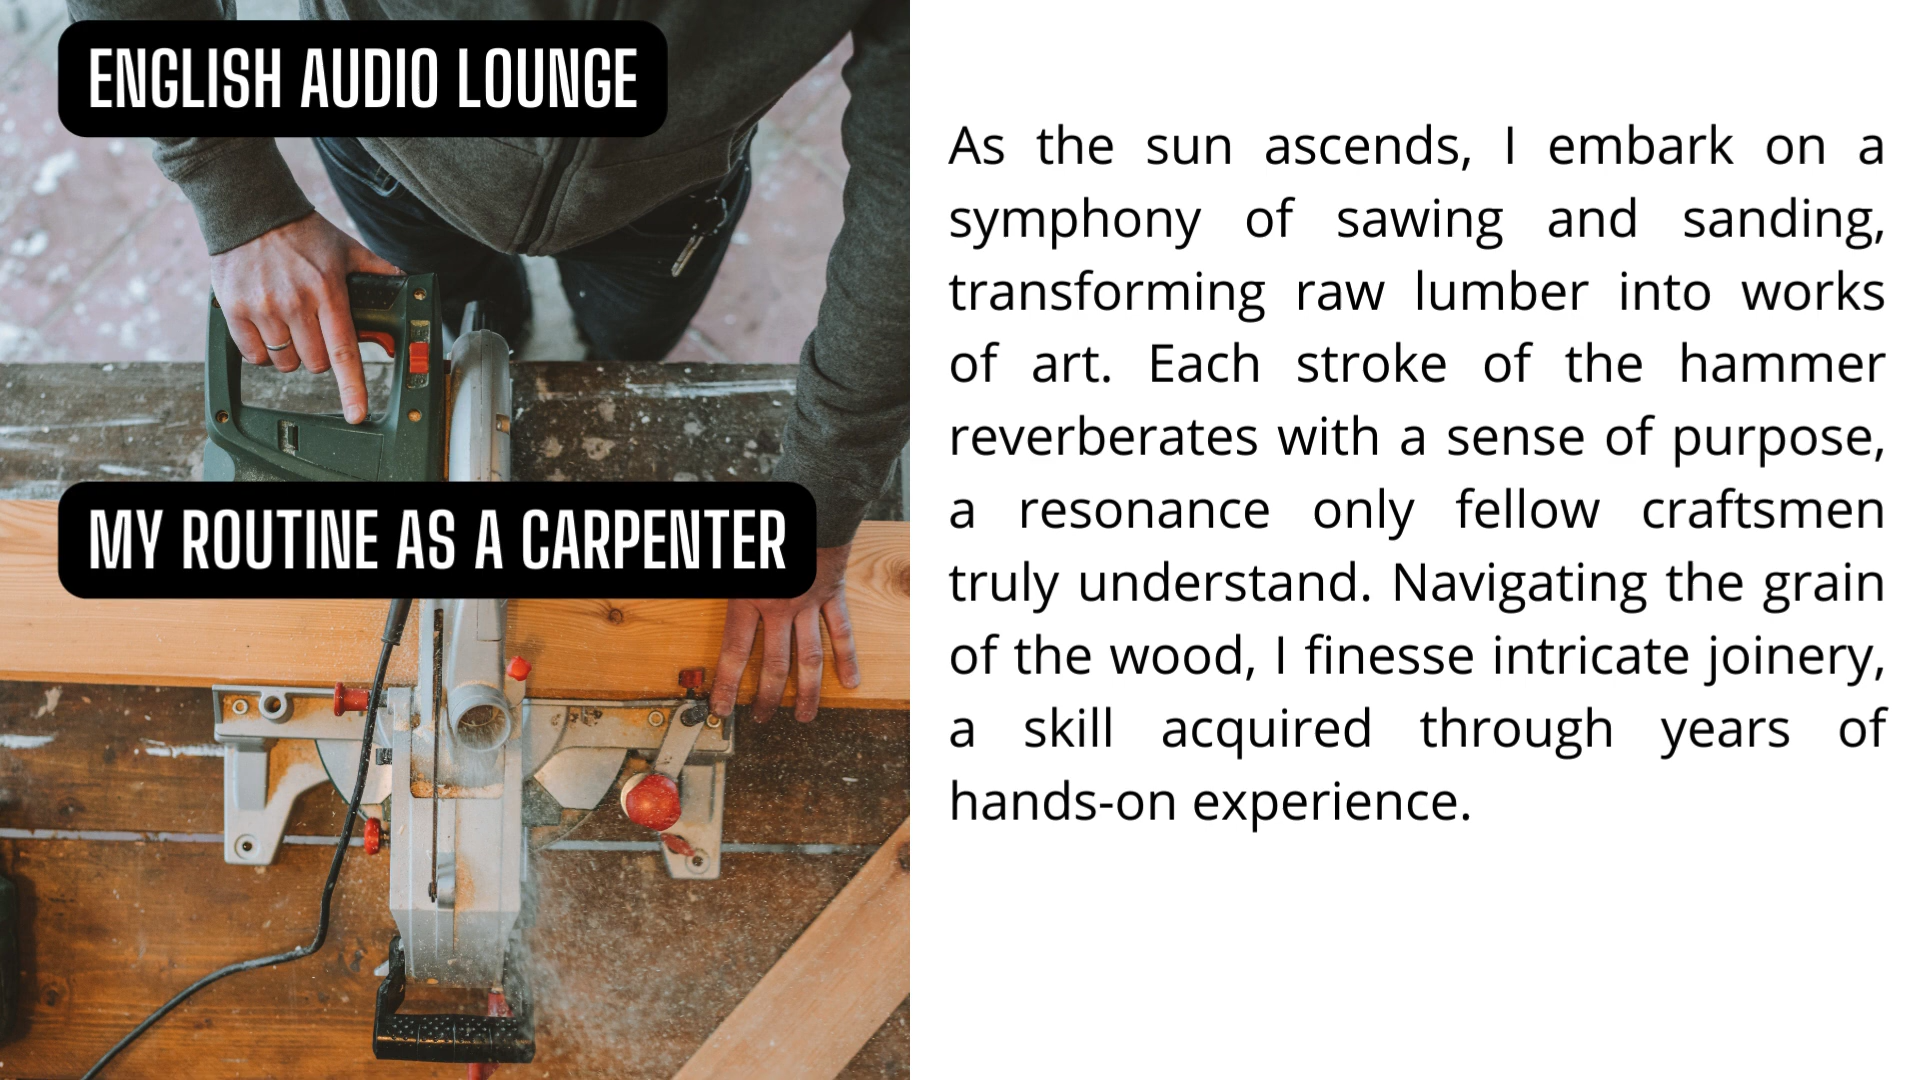 ENGLISH AUDIO LOUNGE
MY ROUTINE AS A CARPENTER
As the sun ascends, I embark on a
symphony of sawing and sanding,
transforming raw lumber into works
of art. Each stroke of the hammer
reverberates with a sense of purpose,
a resonance only fellow craftsmen
truly understand. Navigating the grain
of the wood, I finesse intricate joinery,
a skill acquired through years of
hands-on experience.